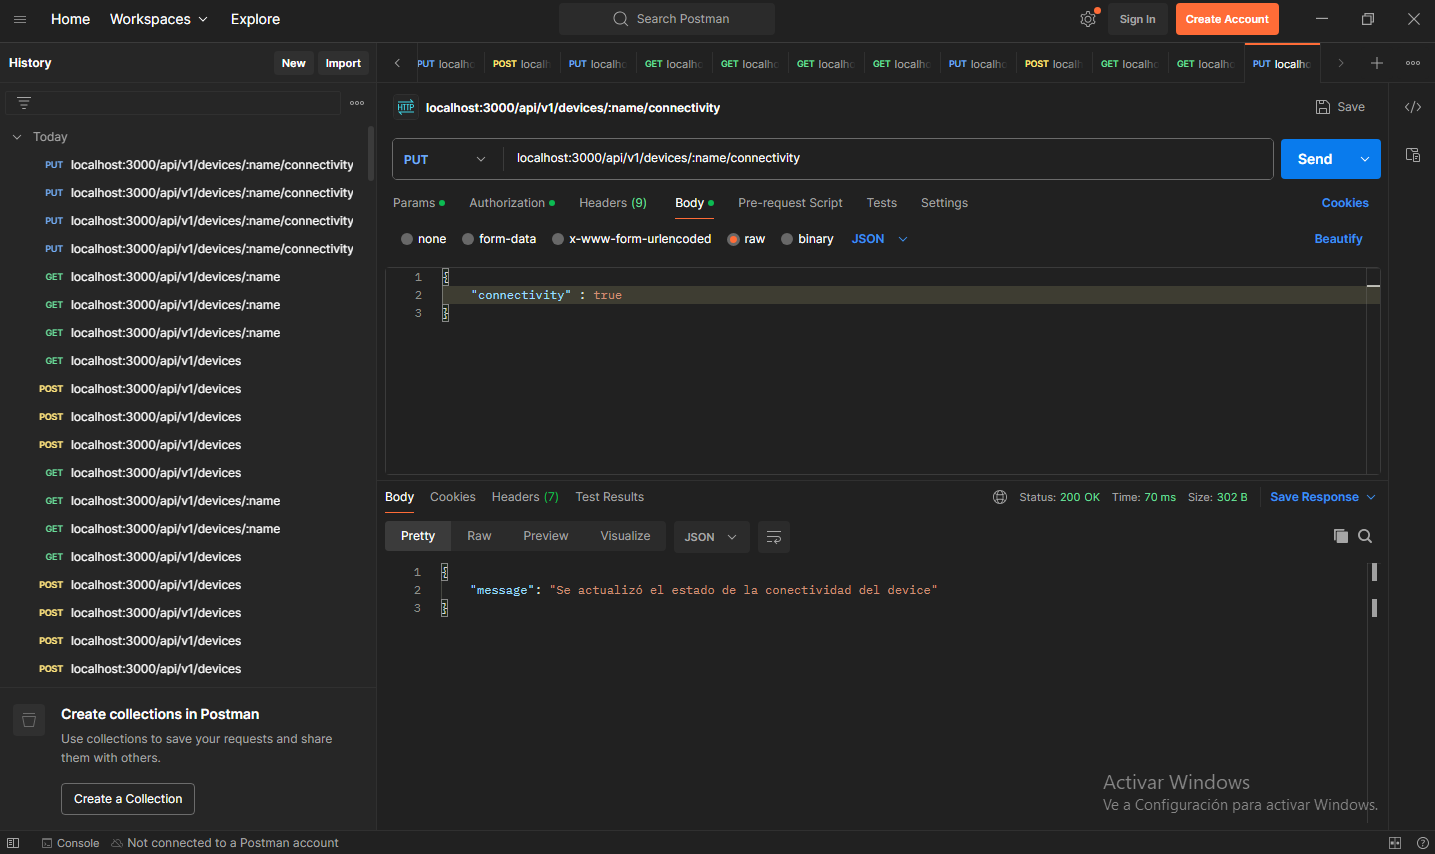 Home Workspaces Explore Search Postman Sign In Create Account
History New Import
PUT localho POST localh PUT localho GET localho GET localho GET localho GET localho PUT localho POST localh GET localho GET localho PUT localho
localhost:3000/api/v1/devices/:name/connectivity Save
PUT localhost:3000/api/v1/devices/:name/connectivity Send
Params Authorization Headers (9) Body Pre-request Script Tests Settings Cookies
none form-data x-www-form-urlencoded raw binary JSON Beautify
1 {
2 "connectivity" : true
3 }
Today
PUT localhost:3000/api/v1/devices/:name/connectivity
PUT localhost:3000/api/v1/devices/:name/connectivity
PUT localhost:3000/api/v1/devices/:name/connectivity
PUT localhost:3000/api/v1/devices/:name/connectivity
GET localhost:3000/api/v1/devices/:name
GET localhost:3000/api/v1/devices/:name
GET localhost:3000/api/v1/devices/:name
GET localhost:3000/api/v1/devices
POST localhost:3000/api/v1/devices
POST localhost:3000/api/v1/devices
POST localhost:3000/api/v1/devices
GET localhost:3000/api/v1/devices
GET localhost:3000/api/v1/devices/:name
GET localhost:3000/api/v1/devices/:name
GET localhost:3000/api/v1/devices
POST localhost:3000/api/v1/devices
POST localhost:3000/api/v1/devices
POST localhost:3000/api/v1/devices
POST localhost:3000/api/v1/devices
Body Cookies Headers (7) Test Results Status: 200 OK Time: 70 ms Size: 302 B Save Response
Pretty Raw Preview Visualize JSON
1 {
2 "message": "Se actualizó el estado de la conectividad del device"
3 }
Create collections in Postman
Use collections to save your requests and share
them with others.
Create a Collection
Activar Windows
Ve a Configuración para activar Windows.
Console Not connected to a Postman account